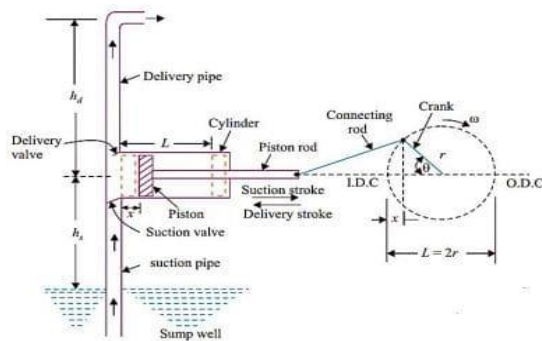 Delivery pipe
h_d
Delivery
valve
L
Cylinder
Piston rod
Connecting
rod
Crank
ω
r
θ
I.D.C
O.D.C
Suction stroke
Delivery stroke
x
Piston
Suction valve
x
L = 2r
h_s
suction pipe
Sump well